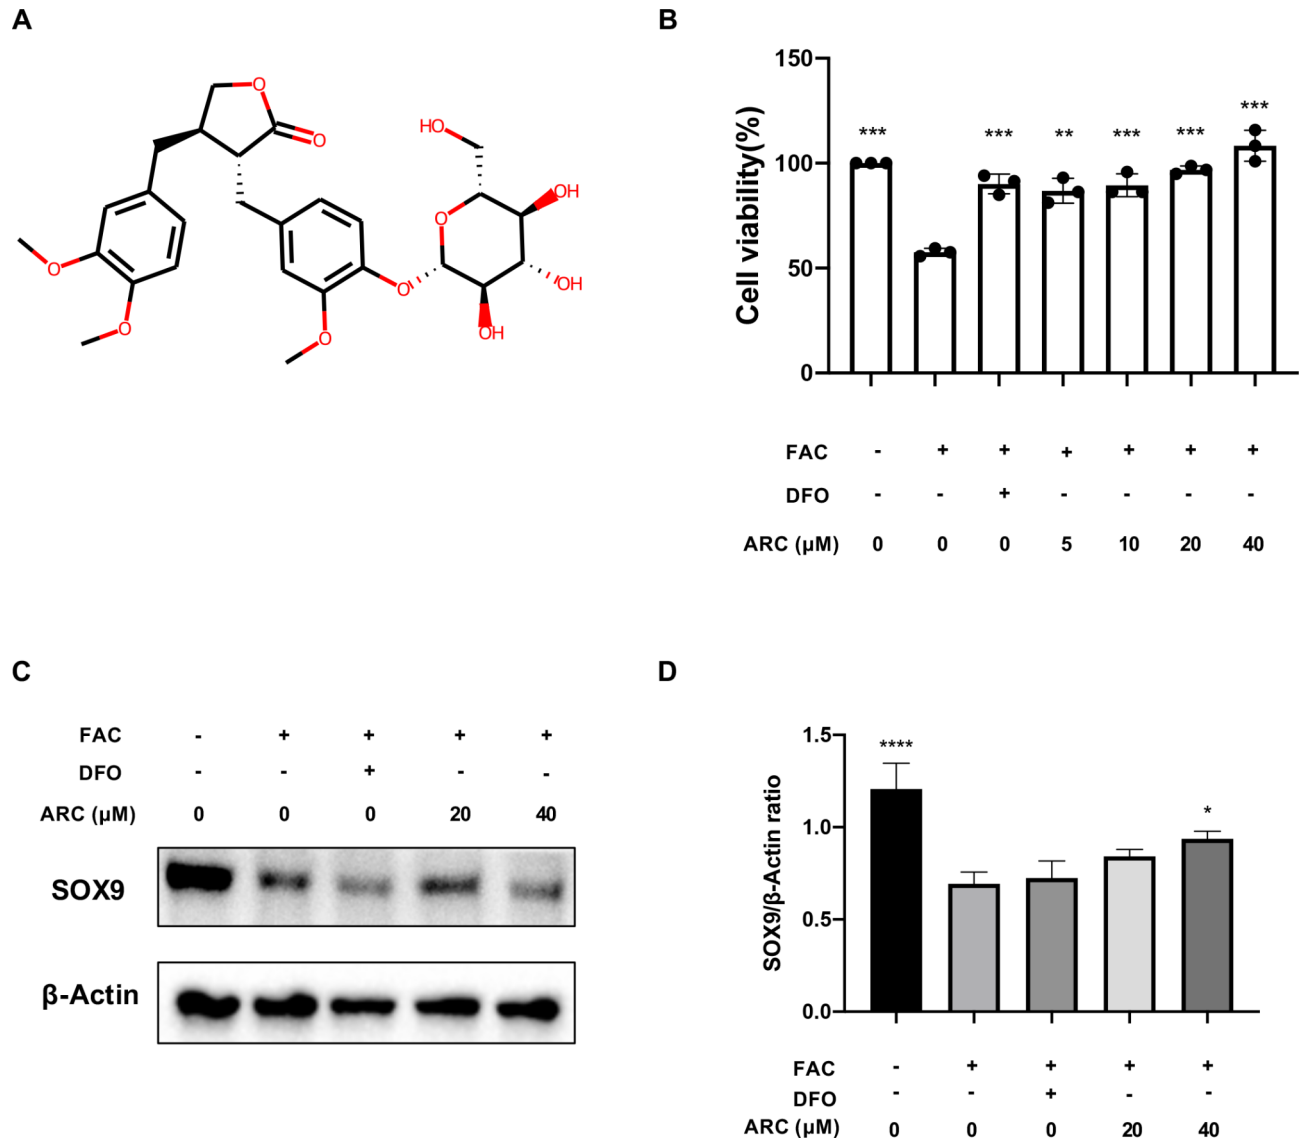 A
O
O
HO
O
OH
OH
OH
O
O
O
O
B
Cell viability(%)
150
100
50
0
*** *** ** *** *** ***
FAC - + + + + + +
DFO - - + - - - -
ARC (μM) 0 0 0 5 10 20 40
C
FAC - + + + +
DFO - - + - -
ARC (μM) 0 0 0 20 40
SOX9
β-Actin
D
SOX9/β-Actin ratio
1.5
1.0
0.5
0.0
**** *
FAC - + + + +
DFO - - + - -
ARC (μM) 0 0 0 20 40